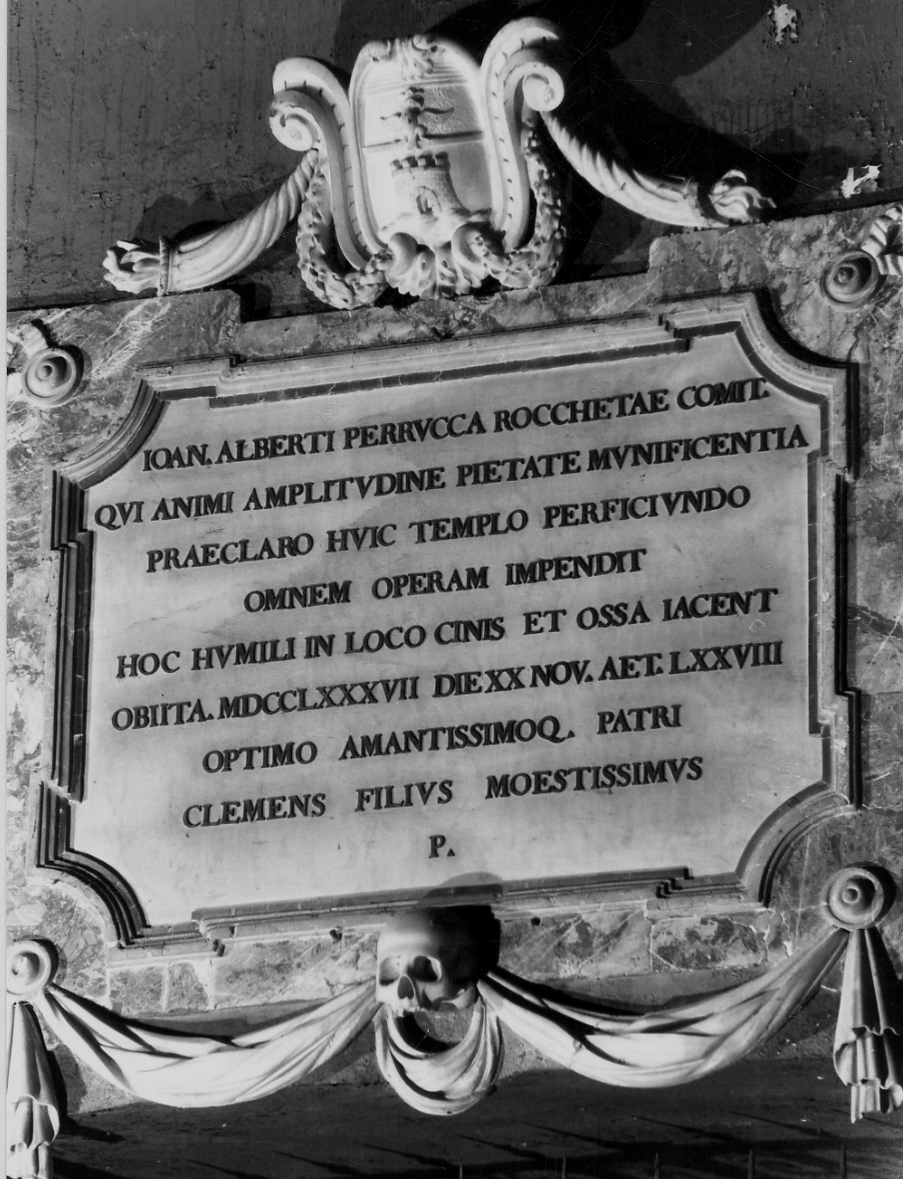 IOAN. ALBERTI PERRVCCA ROCCHETAE COMIT.
QVI ANIMI AMPLITVDINE PIETATE MVNIFICENTIA
PRAECLARO HVIC TEMPLO PERFICIVNDO
OMNEM OPERAM IMPENDIT
HOC HVMILI IN LOCO CINIS ET OSSA IACENT
OBIITA. MDCCLXXXVII DIE XX NOV. AET. LXXVIII
OPTIMO AMANTISSIMOQ. PATRI
CLEMENS FILIVS MOESTISSIMVS
P.